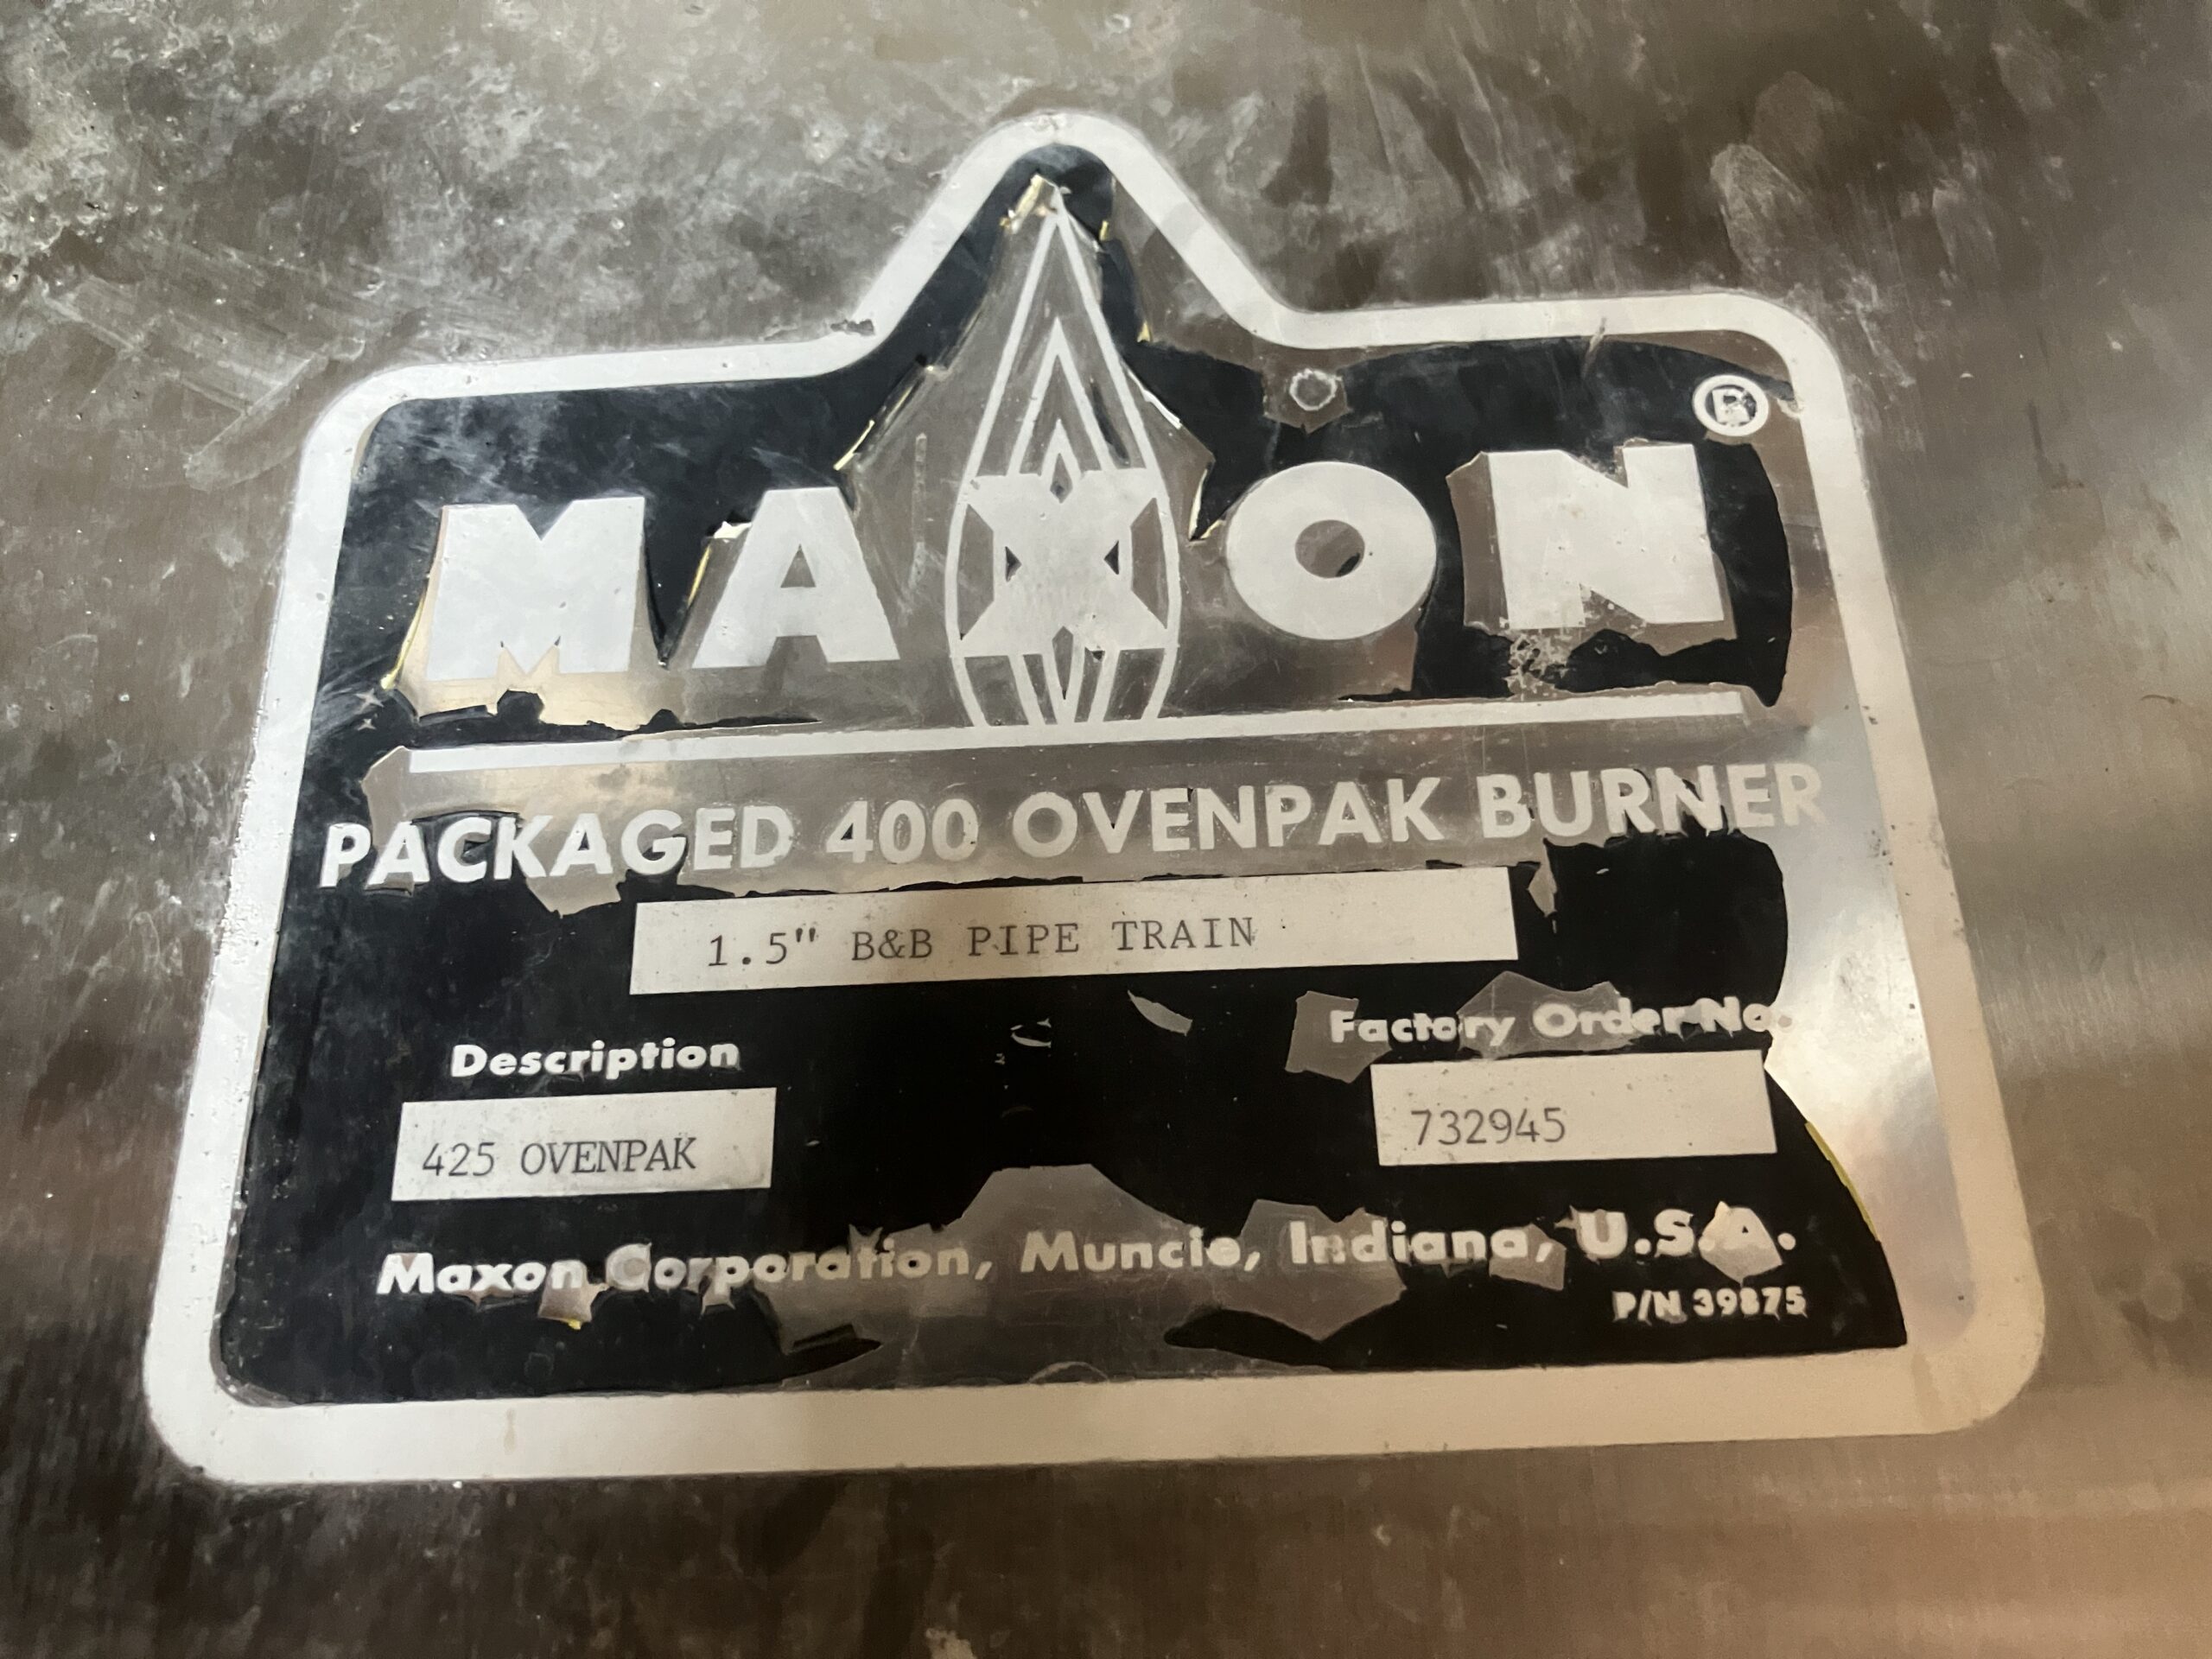 MAXON ®
PACKAGED 400 OVENPAK BURNER
1.5" B&B PIPE TRAIN
Description
425 OVENPAK
Factory Order No.
732945
Maxon Corporation, Muncie, Indiana, U.S.A.
P/N 39875